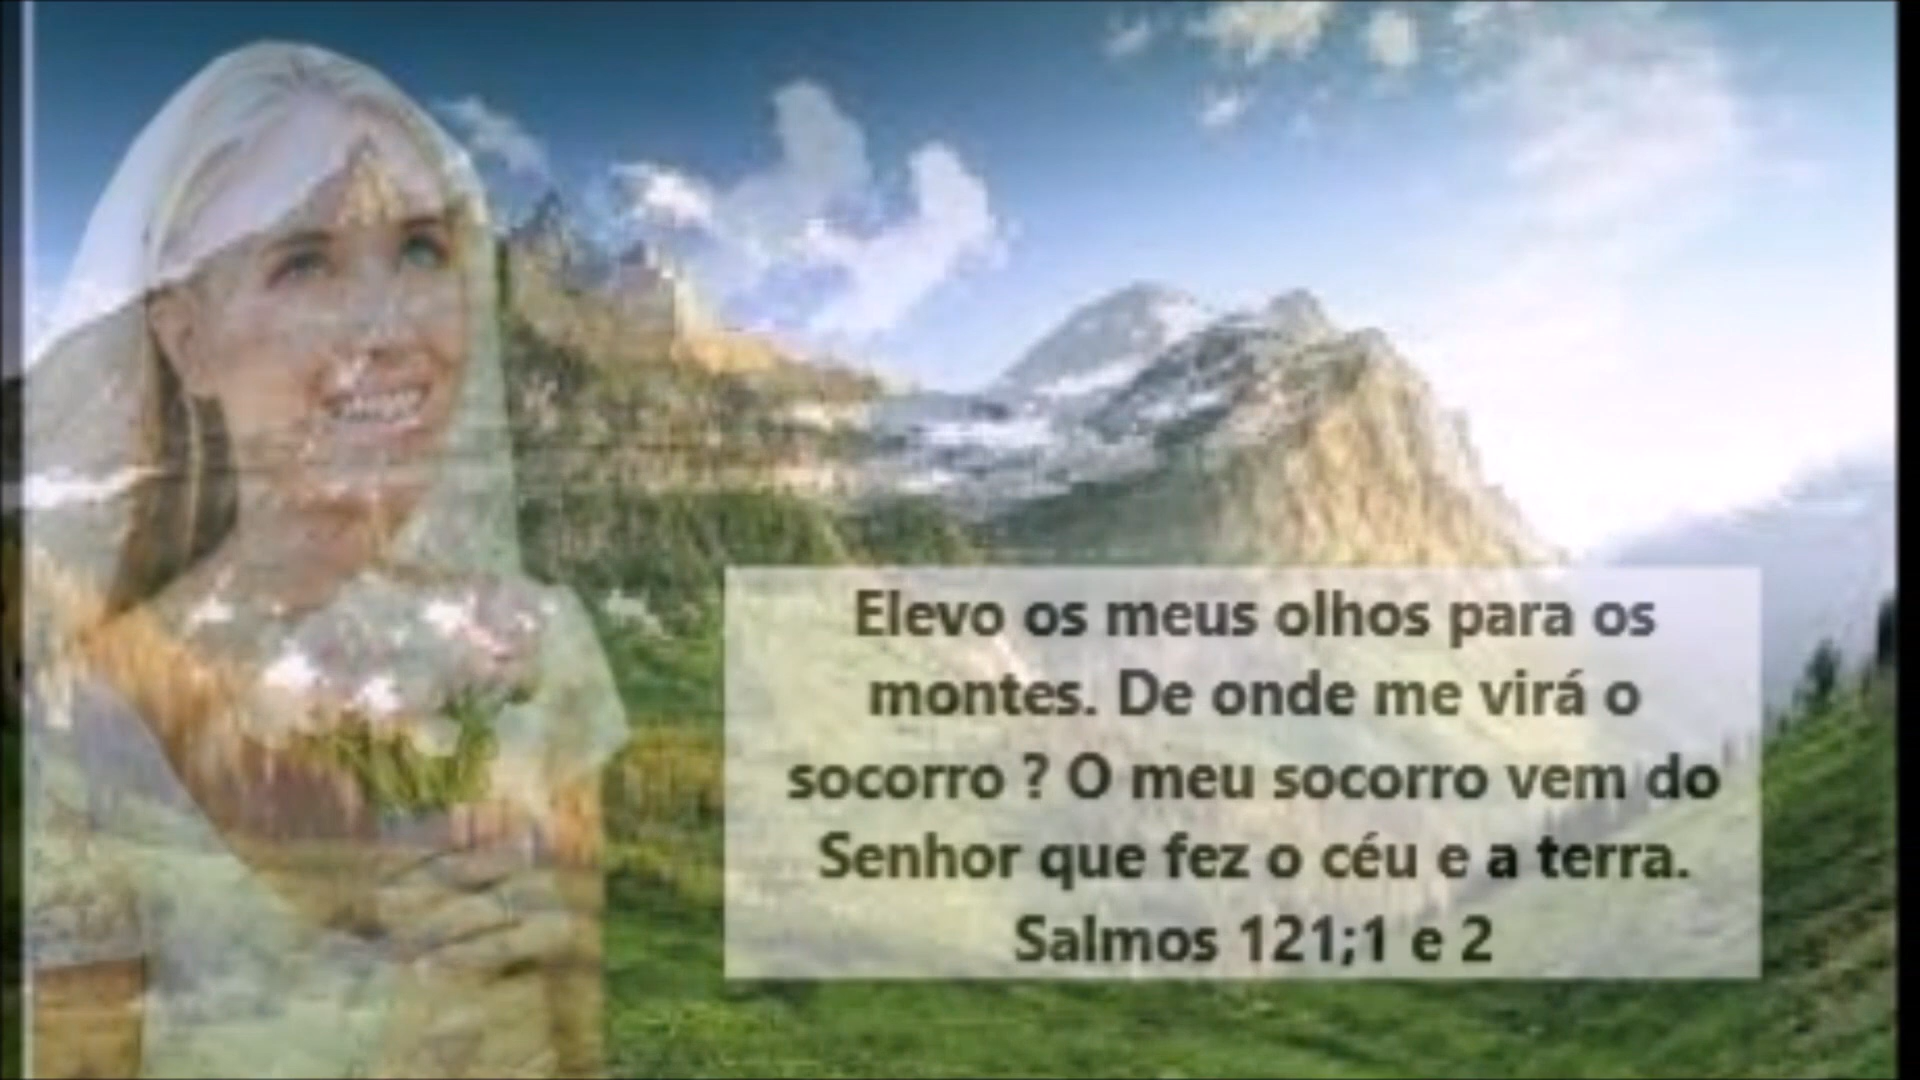 Elevo os meus olhos para os
montes. De onde me virá o
socorro ? O meu socorro vem do
Senhor que fez o céu e a terra.
Salmos 121;1 e 2